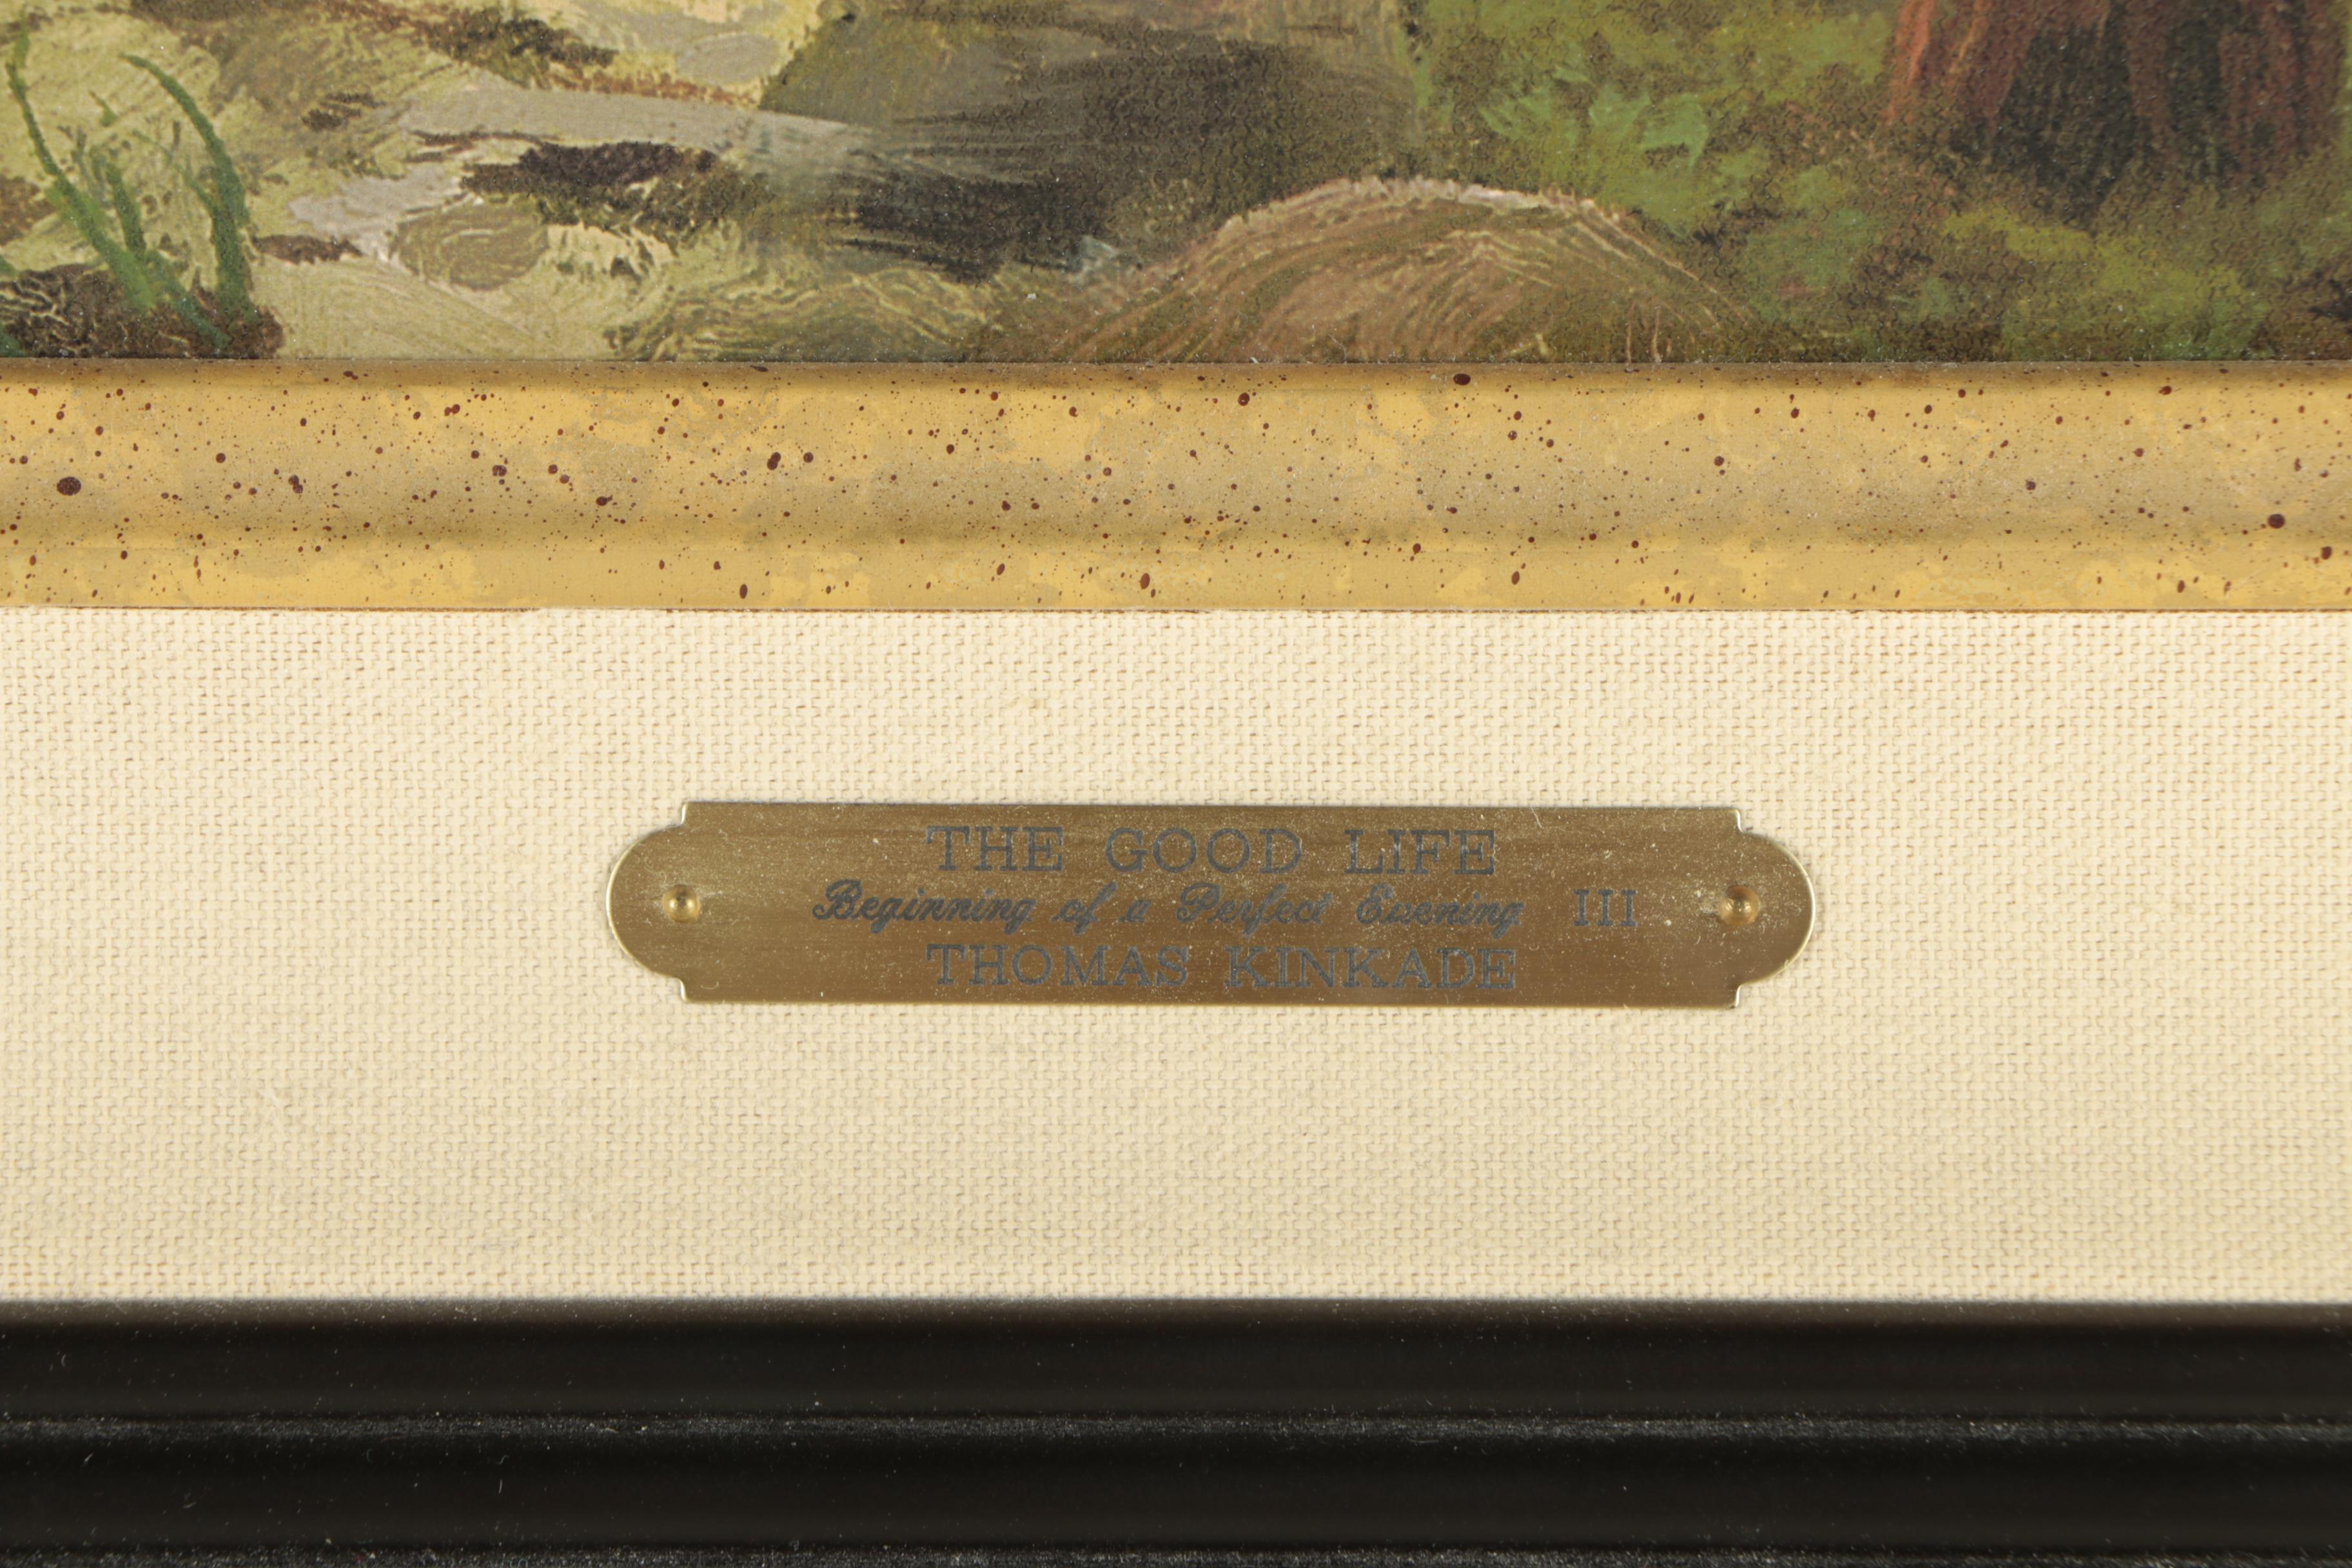 THE GOOD LIFE
Beginning of a Perfect Evening III
THOMAS KINKADE